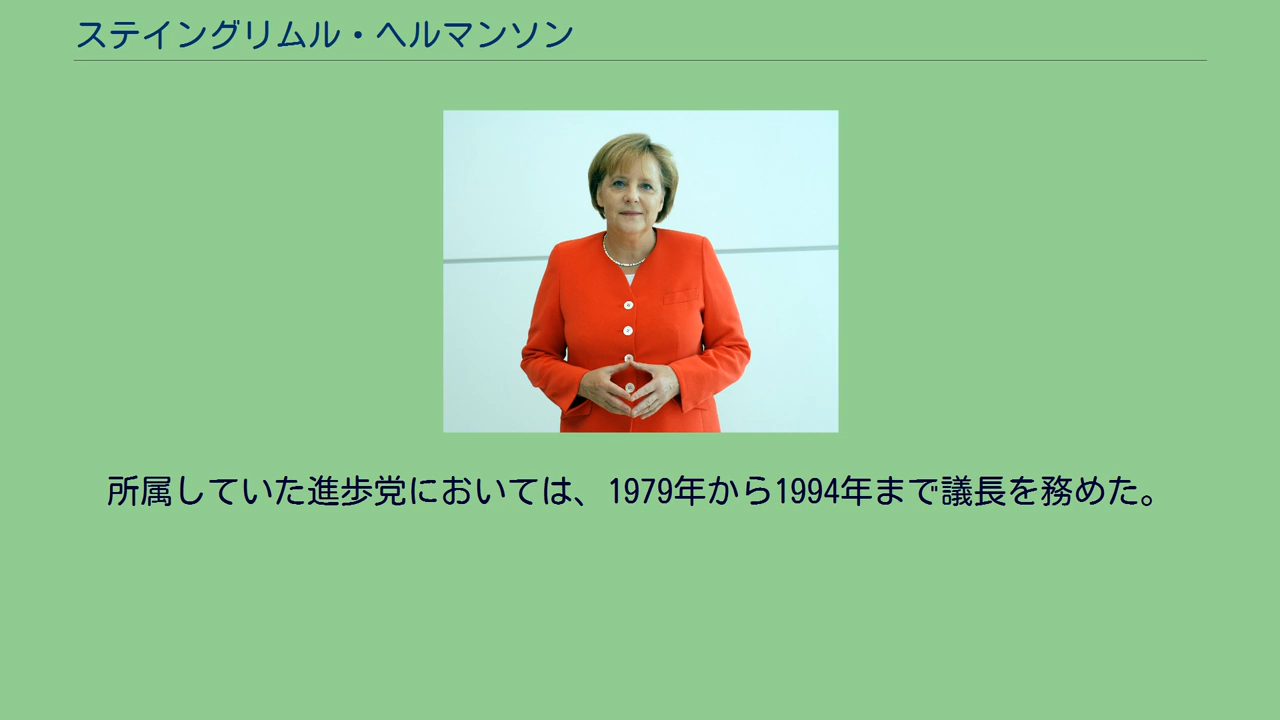 ステイングリムル・ヘルマンソン
所属していた進歩党においては、1979年から1994年まで議長を務めた。